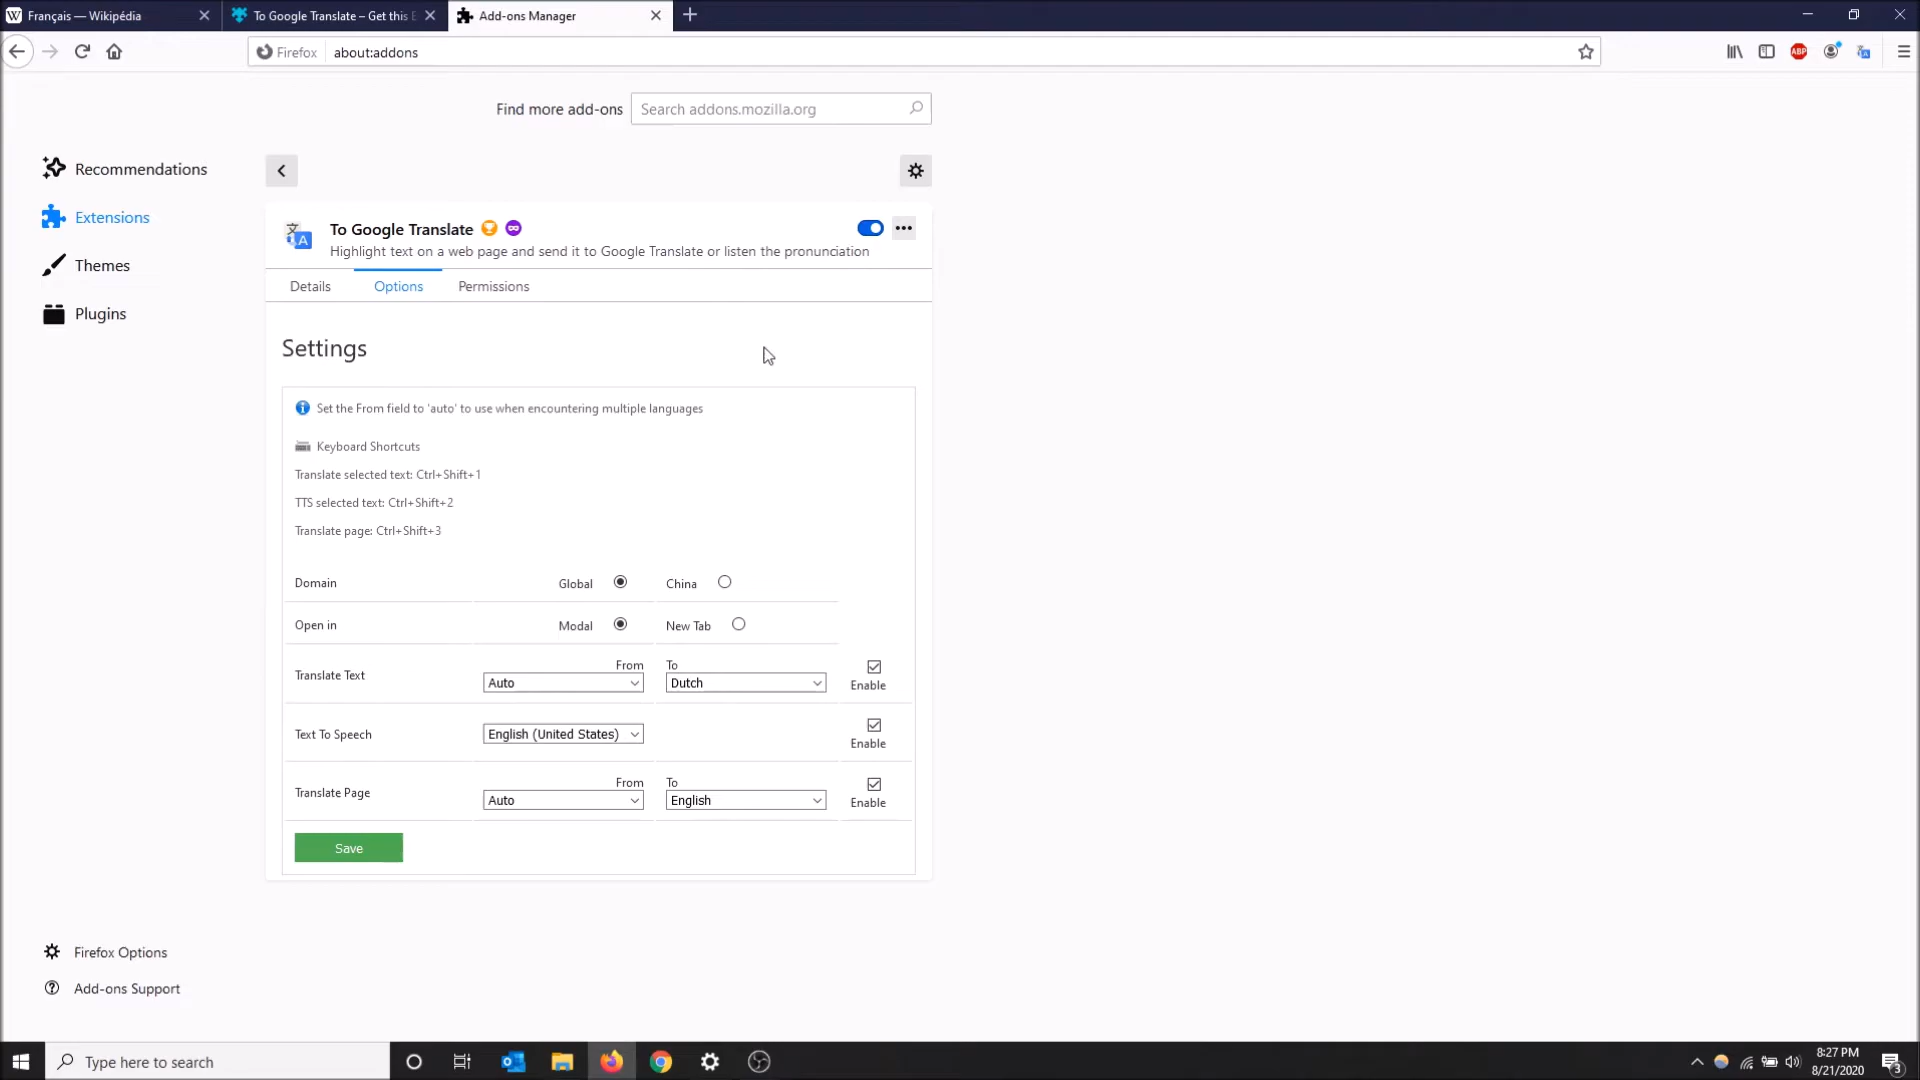 Français — Wikipédia
To Google Translate – Get this E
Add-ons Manager
Firefox
about:addons
ABP
Find more add-ons
Search addons.mozilla.org
Recommendations
Extensions
Themes
Plugins
To Google Translate
Highlight text on a web page and send it to Google Translate or listen the pronunciation
Details
Options
Permissions
Settings
Set the From field to 'auto' to use when encountering multiple languages
Keyboard Shortcuts
Translate selected text: Ctrl+Shift+1
TTS selected text: Ctrl+Shift+2
Translate page: Ctrl+Shift+3
Domain
Global
China
Open in
Modal
New Tab
Translate Text
From
Auto
To
Dutch
Enable
Text To Speech
English (United States)
Enable
Translate Page
From
Auto
To
English
Enable
Save
Firefox Options
Add-ons Support
Type here to search
8:27 PM
8/21/2020
3